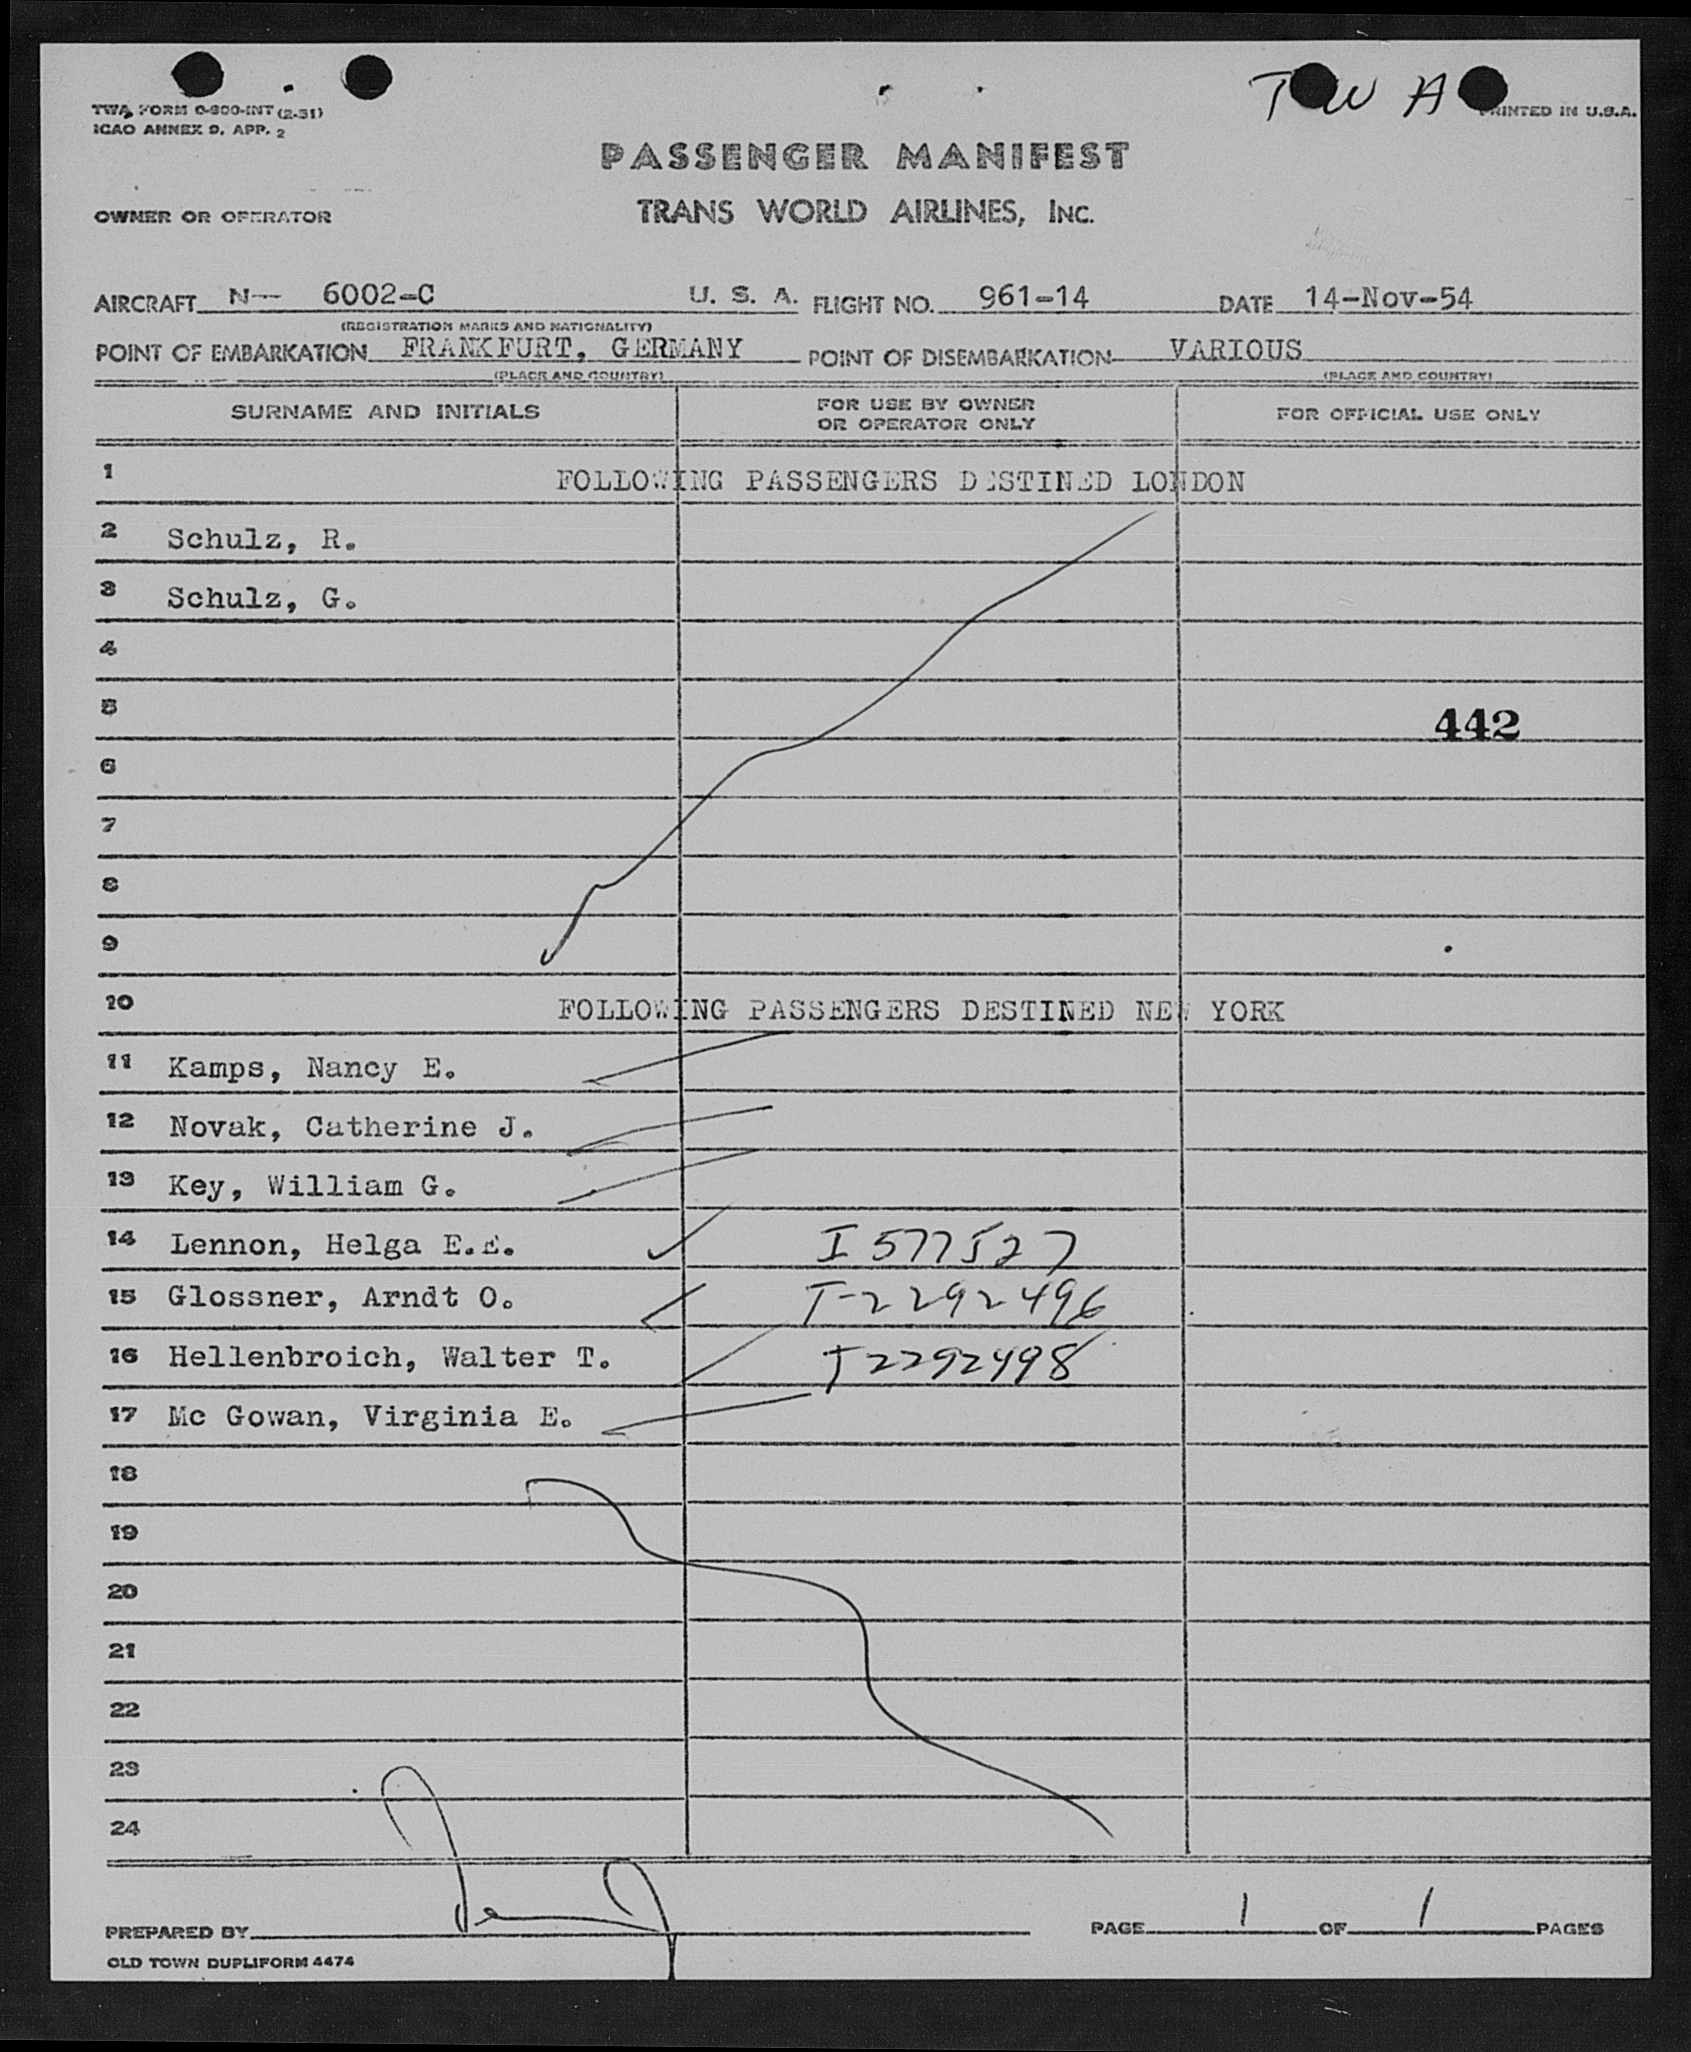 TWA FORM O-800-INT (2-51)
ICAO ANNEX 9, APP. 2
T W A
PRINTED IN U.S.A.
PASSENGER MANIFEST
OWNER OR OPERATOR TRANS WORLD AIRLINES, INC.
AIRCRAFT N— 6002-C U. S. A. FLIGHT NO. 961-14 DATE 14-Nov-54
(REGISTRATION MARKS AND NATIONALITY)
POINT OF EMBARKATION FRANKFURT, GERMANY POINT OF DISEMBARKATION VARIOUS
(PLACE AND COUNTRY) (PLACE AND COUNTRY)
SURNAME AND INITIALS FOR USE BY OWNER OR OPERATOR ONLY FOR OFFICIAL USE ONLY
1 FOLLOWING PASSENGERS DESTINED LONDON
2 Schulz, R.
3 Schulz, G.
4
5 442
6
7
8
9
10 FOLLOWING PASSENGERS DESTINED NEW YORK
11 Kamps, Nancy E.
12 Novak, Catherine J.
13 Key, William G.
14 Lennon, Helga E.E. I 577527
15 Glossner, Arndt O. T-2292496
16 Hellenbroich, Walter T. T 2292498
17 Mc Gowan, Virginia E.
18
19
20
21
22
23
24
PREPARED BY PAGE 1 OF 1 PAGES
OLD TOWN DUPLIFORM 4474